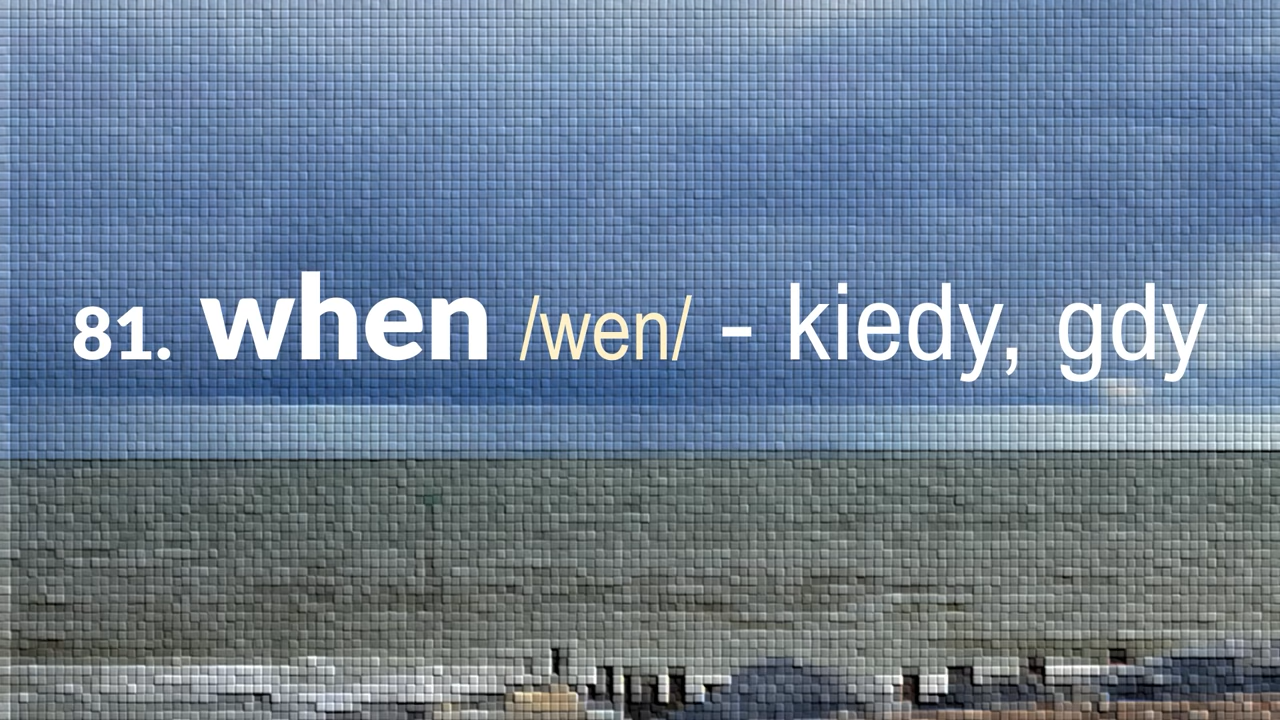 81. when /wen/ - kiedy, gdy